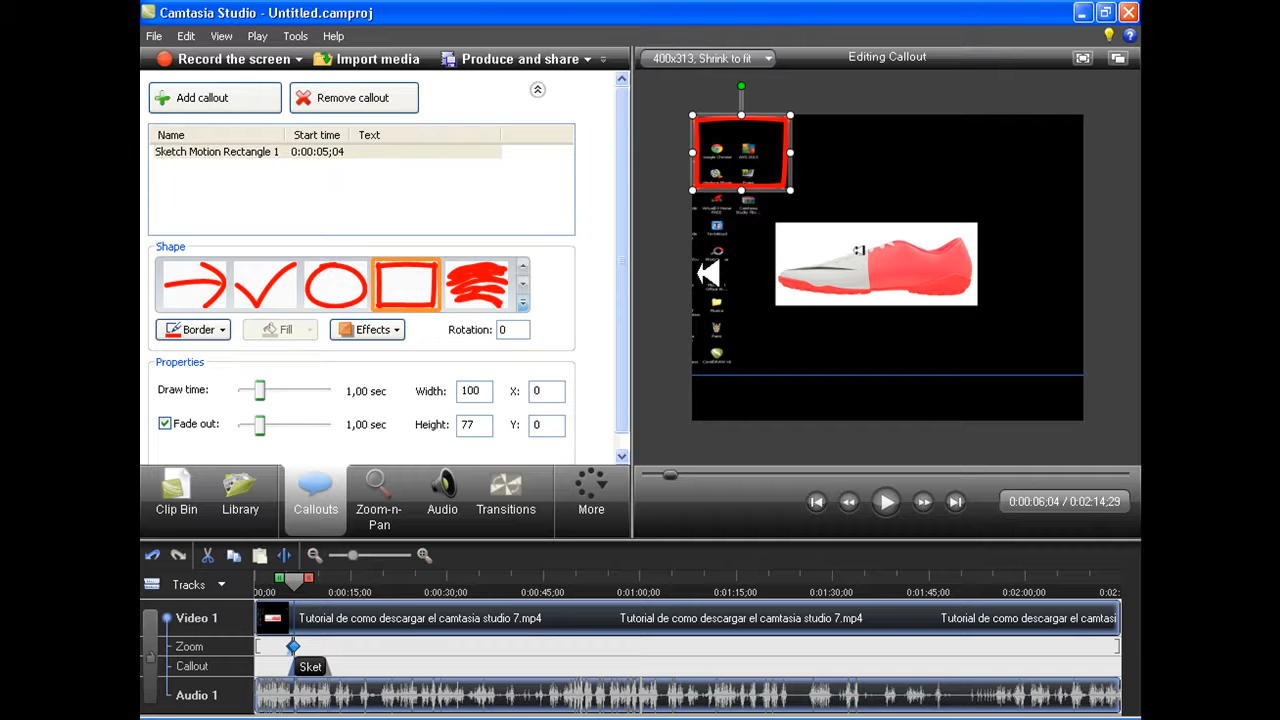 Camtasia Studio - Untitled.camproj
File Edit View Play Tools Help
Record the screen Import media Produce and share
400x313, Shrink to fit Editing Callout
Add callout Remove callout
Name Start time Text
Sketch Motion Rectangle 1 0:00:05;04
Shape
Border Fill Effects Rotation: 0
Properties
Draw time: 1,00 sec Width: 100 X: 0
Fade out: 1,00 sec Height: 77 Y: 0
Clip Bin Library Callouts Zoom-n-Pan Audio Transitions More
0:00:06;04 / 0:02:14;29
Tracks
00;00 0:00:15;00 0:00:30;00 0:00:45;00 0:01:00;00 0:01:15;00 0:01:30;00 0:01:45;00 0:02:00;00 0:02:
Video 1 Tutorial de como descargar el camtasia studio 7.mp4 Tutorial de como descargar el camtasia studio 7.mp4 Tutorial de como descargar el camtasi
Zoom
Callout Sket
Audio 1